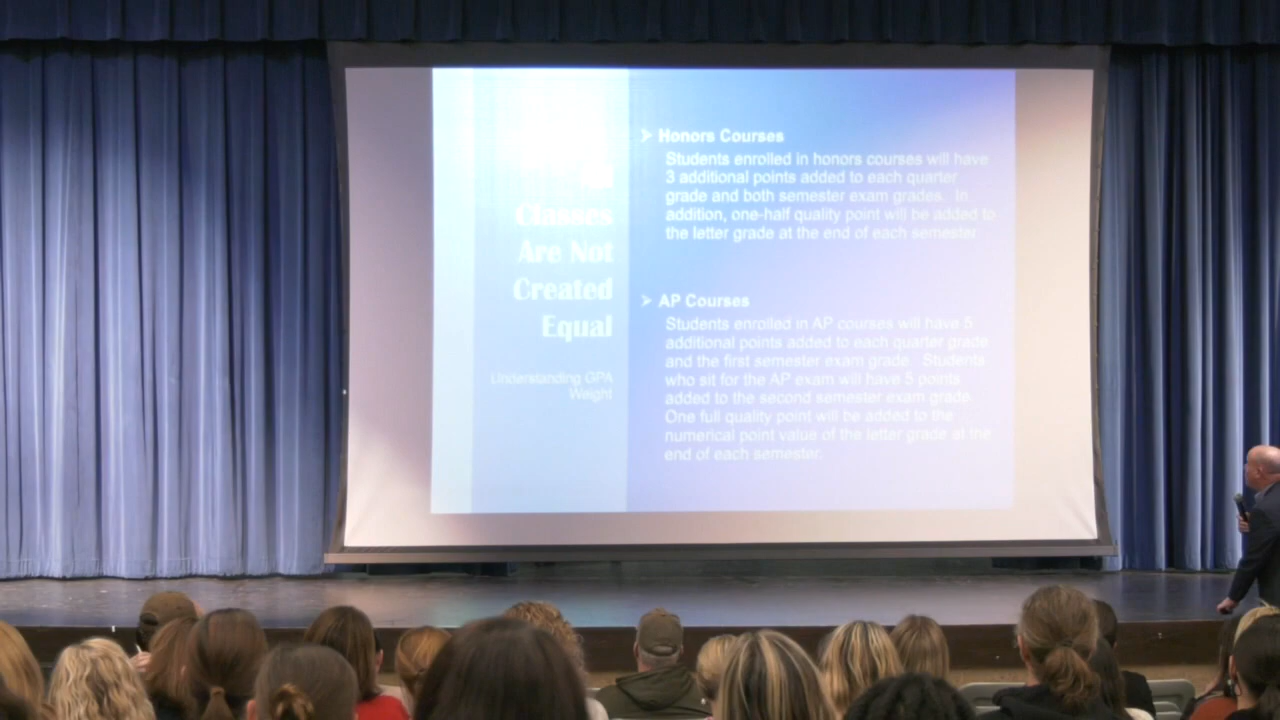 Classes
Are Not
Created
Equal
Understanding GPA
Weight
➢ Honors Courses
Students enrolled in honors courses will have
3 additional points added to each quarter
grade and both semester exam grades. In
addition, one-half quality point will be added to
the letter grade at the end of each semester
➢ AP Courses
Students enrolled in AP courses will have 5
additional points added to each quarter grade
and the first semester exam grade. Students
who sit for the AP exam will have 5 points
added to the second semester exam grade.
One full quality point will be added to the
numerical point value of the letter grade at the
end of each semester.